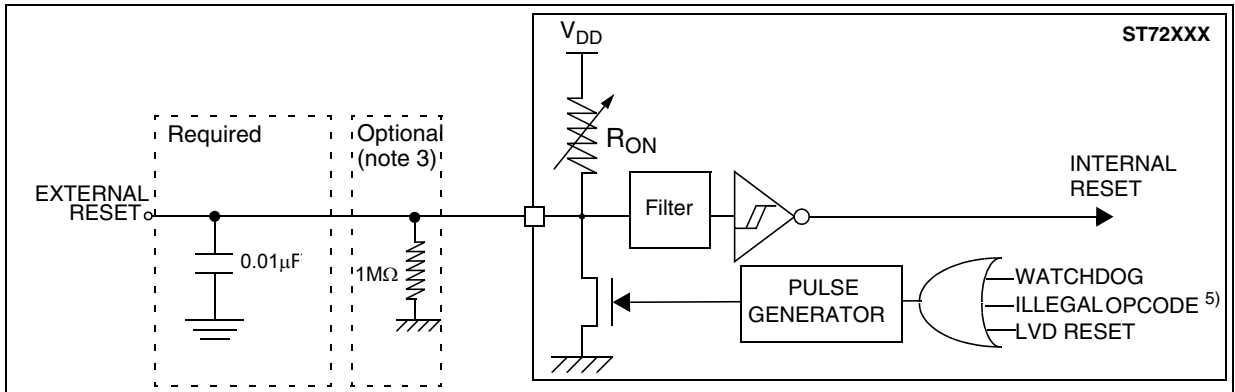 V_DD
ST72XXX
Required
Optional
(note 3)
R_ON
EXTERNAL
RESET
INTERNAL
RESET
Filter
0.01µF
1MΩ
PULSE
GENERATOR
WATCHDOG
ILLEGAL OPCODE 5)
LVD RESET